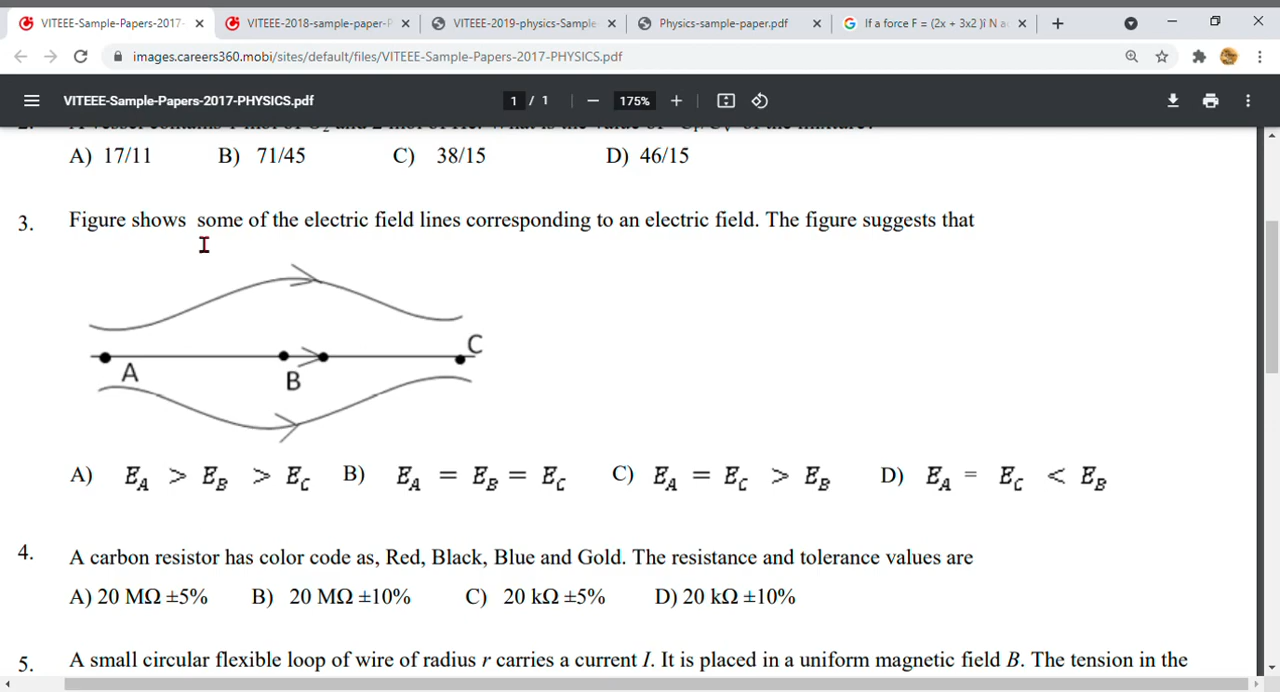 VITEEE-Sample-Papers-2017-
VITEEE-2018-sample-paper-P
VITEEE-2019-physics-Sample
Physics-sample-paper.pdf
If a force F = (2x + 3x2 )î N a
images.careers360.mobi/sites/default/files/VITEEE-Sample-Papers-2017-PHYSICS.pdf
VITEEE-Sample-Papers-2017-PHYSICS.pdf
1 / 1
175%
A) 17/11 B) 71/45 C) 38/15 D) 46/15
3. Figure shows some of the electric field lines corresponding to an electric field. The figure suggests that
C
A
B
A) E_A > E_B > E_C B) E_A = E_B = E_C C) E_A = E_C > E_B D) E_A = E_C < E_B
4. A carbon resistor has color code as, Red, Black, Blue and Gold. The resistance and tolerance values are
A) 20 MΩ ±5% B) 20 MΩ ±10% C) 20 kΩ ±5% D) 20 kΩ ±10%
5. A small circular flexible loop of wire of radius r carries a current I. It is placed in a uniform magnetic field B. The tension in the